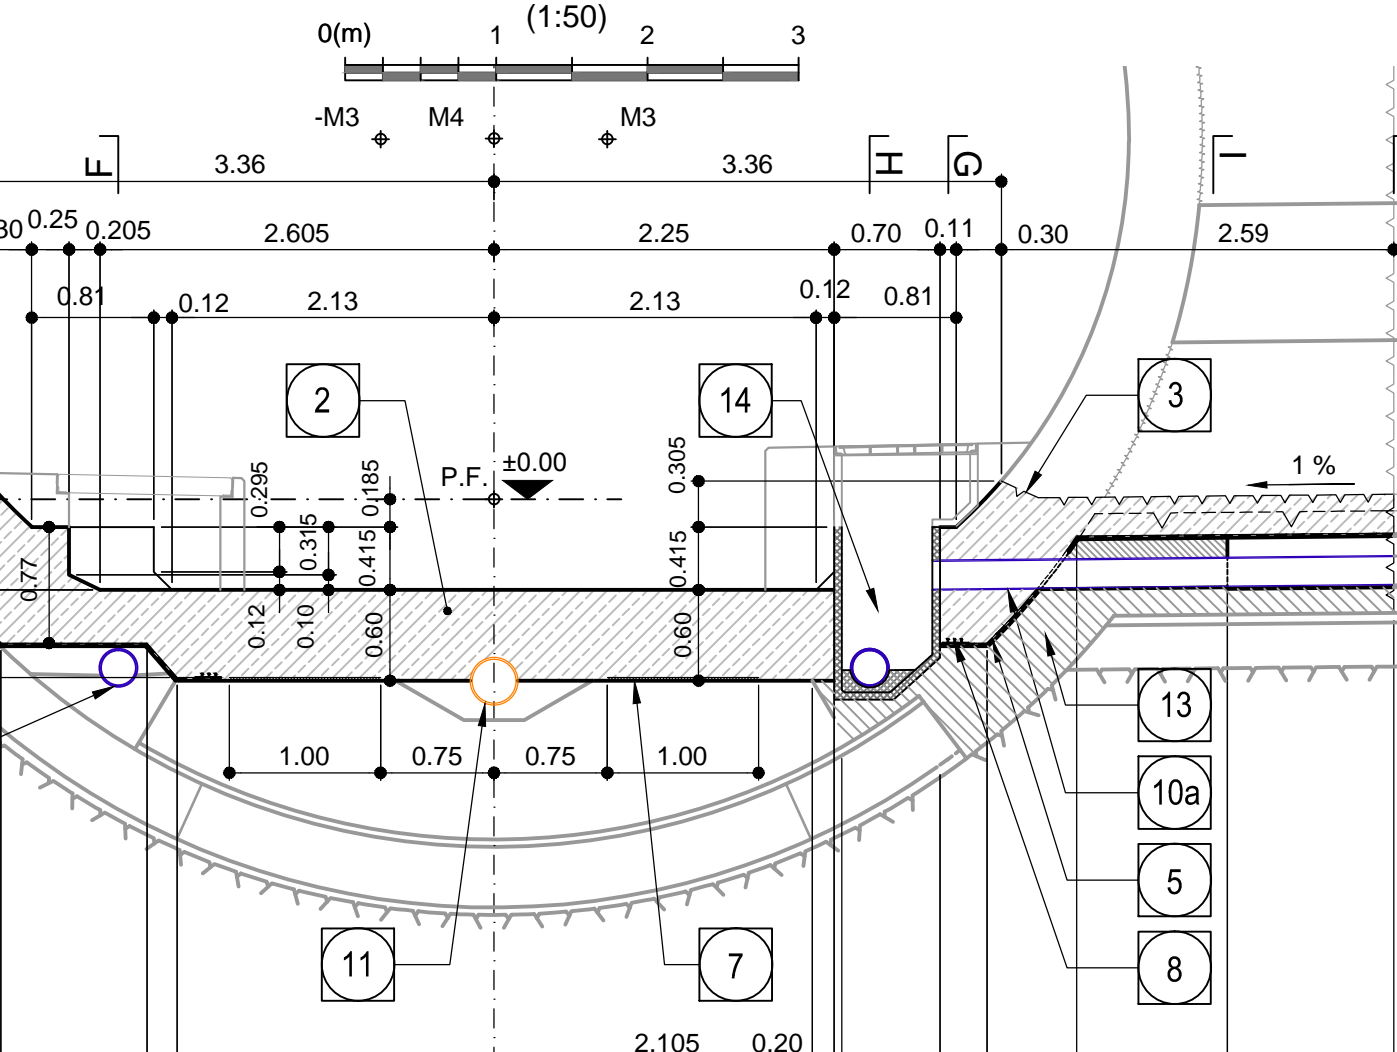 (1:50)
0(m) 1 2 3
-M3 M4 M3
F H G I
3.36 3.36
30 0.25 0.205 2.605 2.25 0.70 0.11 0.30 2.59
0.81 0.12 2.13 2.13 0.12 0.81
2 14 3
P.F. ±0.00
1 %
0.295 0.185 0.305
0.315 0.415 0.415
0.77
0.12 0.10 0.60 0.60
13
1.00 0.75 0.75 1.00
10a
5
11 7 8
2.105 0.20